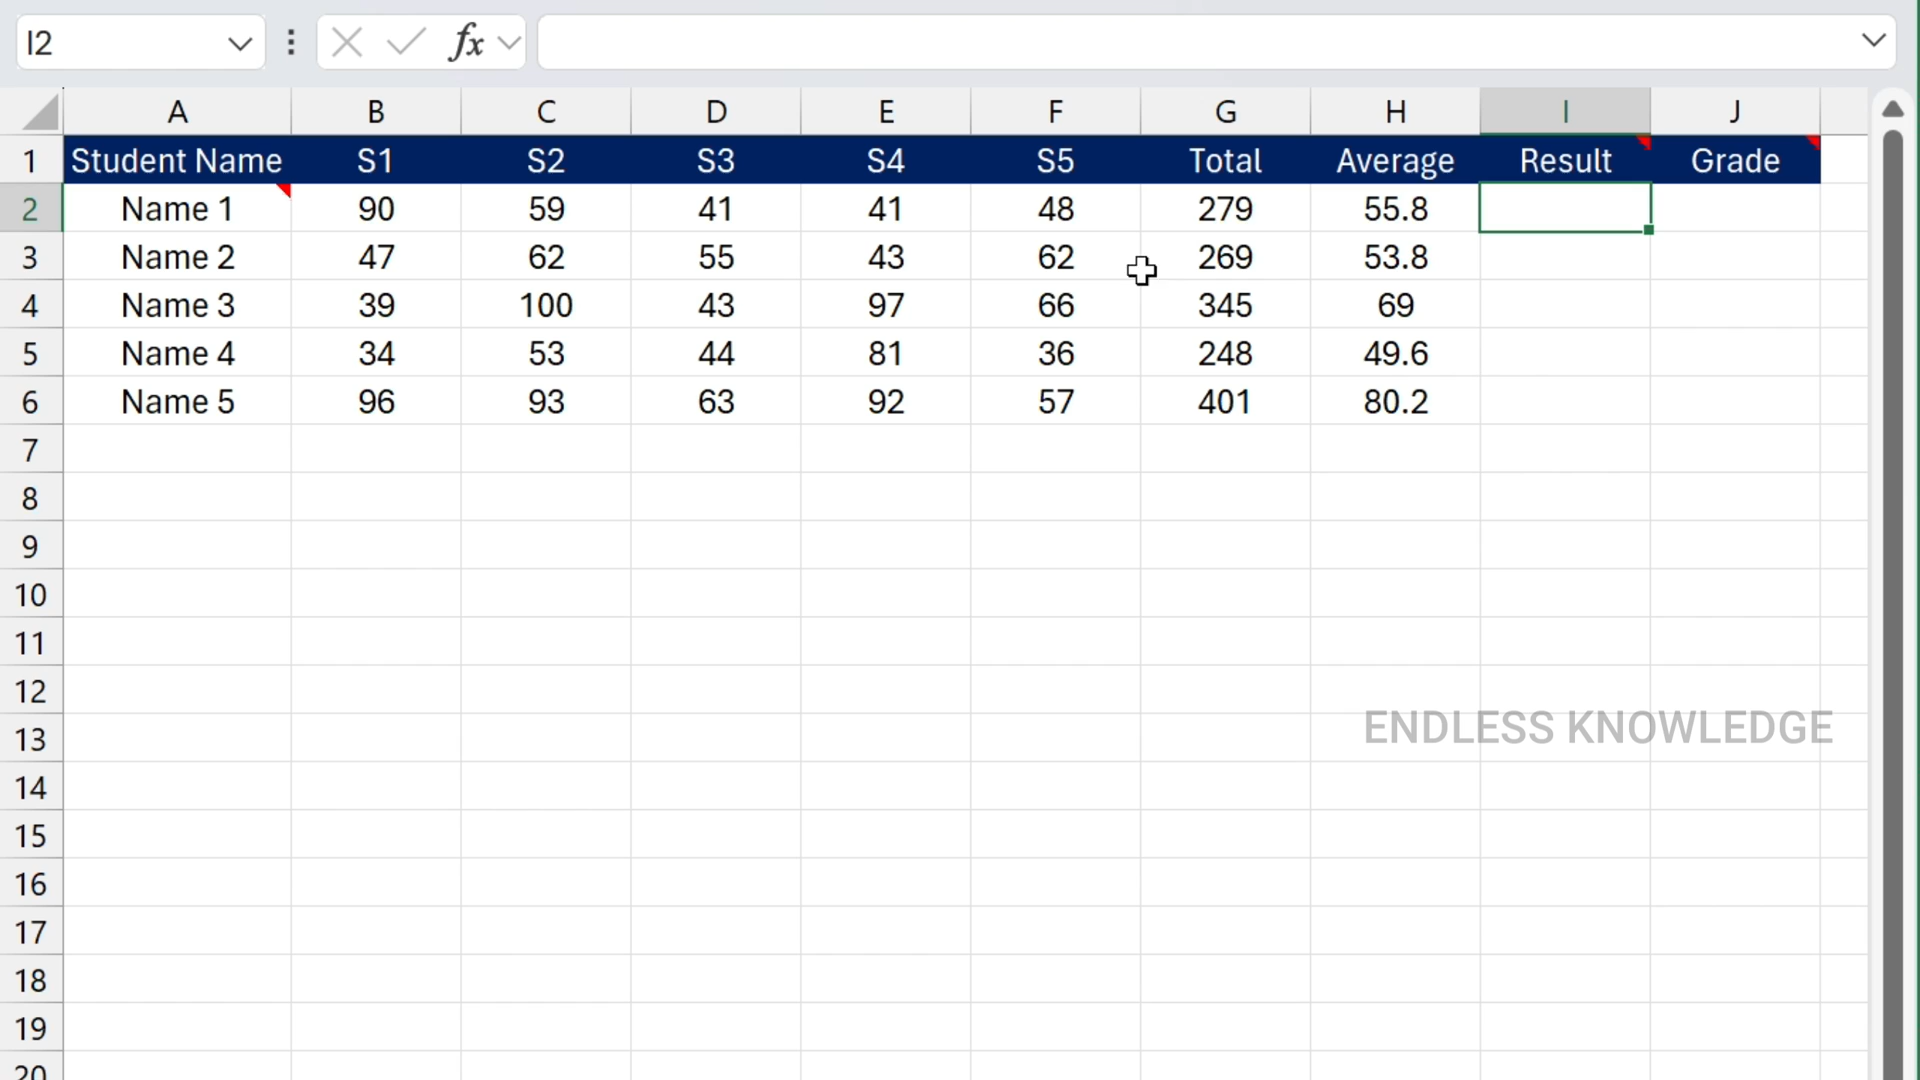 I2
fx
A B C D E F G H I J
1 Student Name S1 S2 S3 S4 S5 Total Average Result Grade
2 Name 1 90 59 41 41 48 279 55.8
3 Name 2 47 62 55 43 62 269 53.8
4 Name 3 39 100 43 97 66 345 69
5 Name 4 34 53 44 81 36 248 49.6
6 Name 5 96 93 63 92 57 401 80.2
7
8
9
10
11
12
13
ENDLESS KNOWLEDGE
14
15
16
17
18
19
20